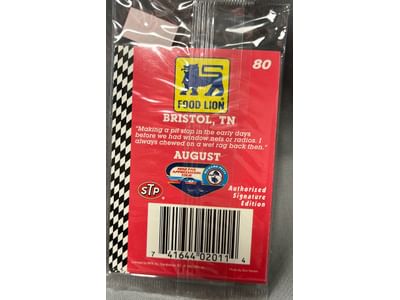 80
FOOD LION
BRISTOL, TN
"Making a pit stop in the early days
before we had window nets or radios. I
always chewed on a wet rag back then."
AUGUST
STP
Authorized
Signature
Edition
7 41644 02011 4